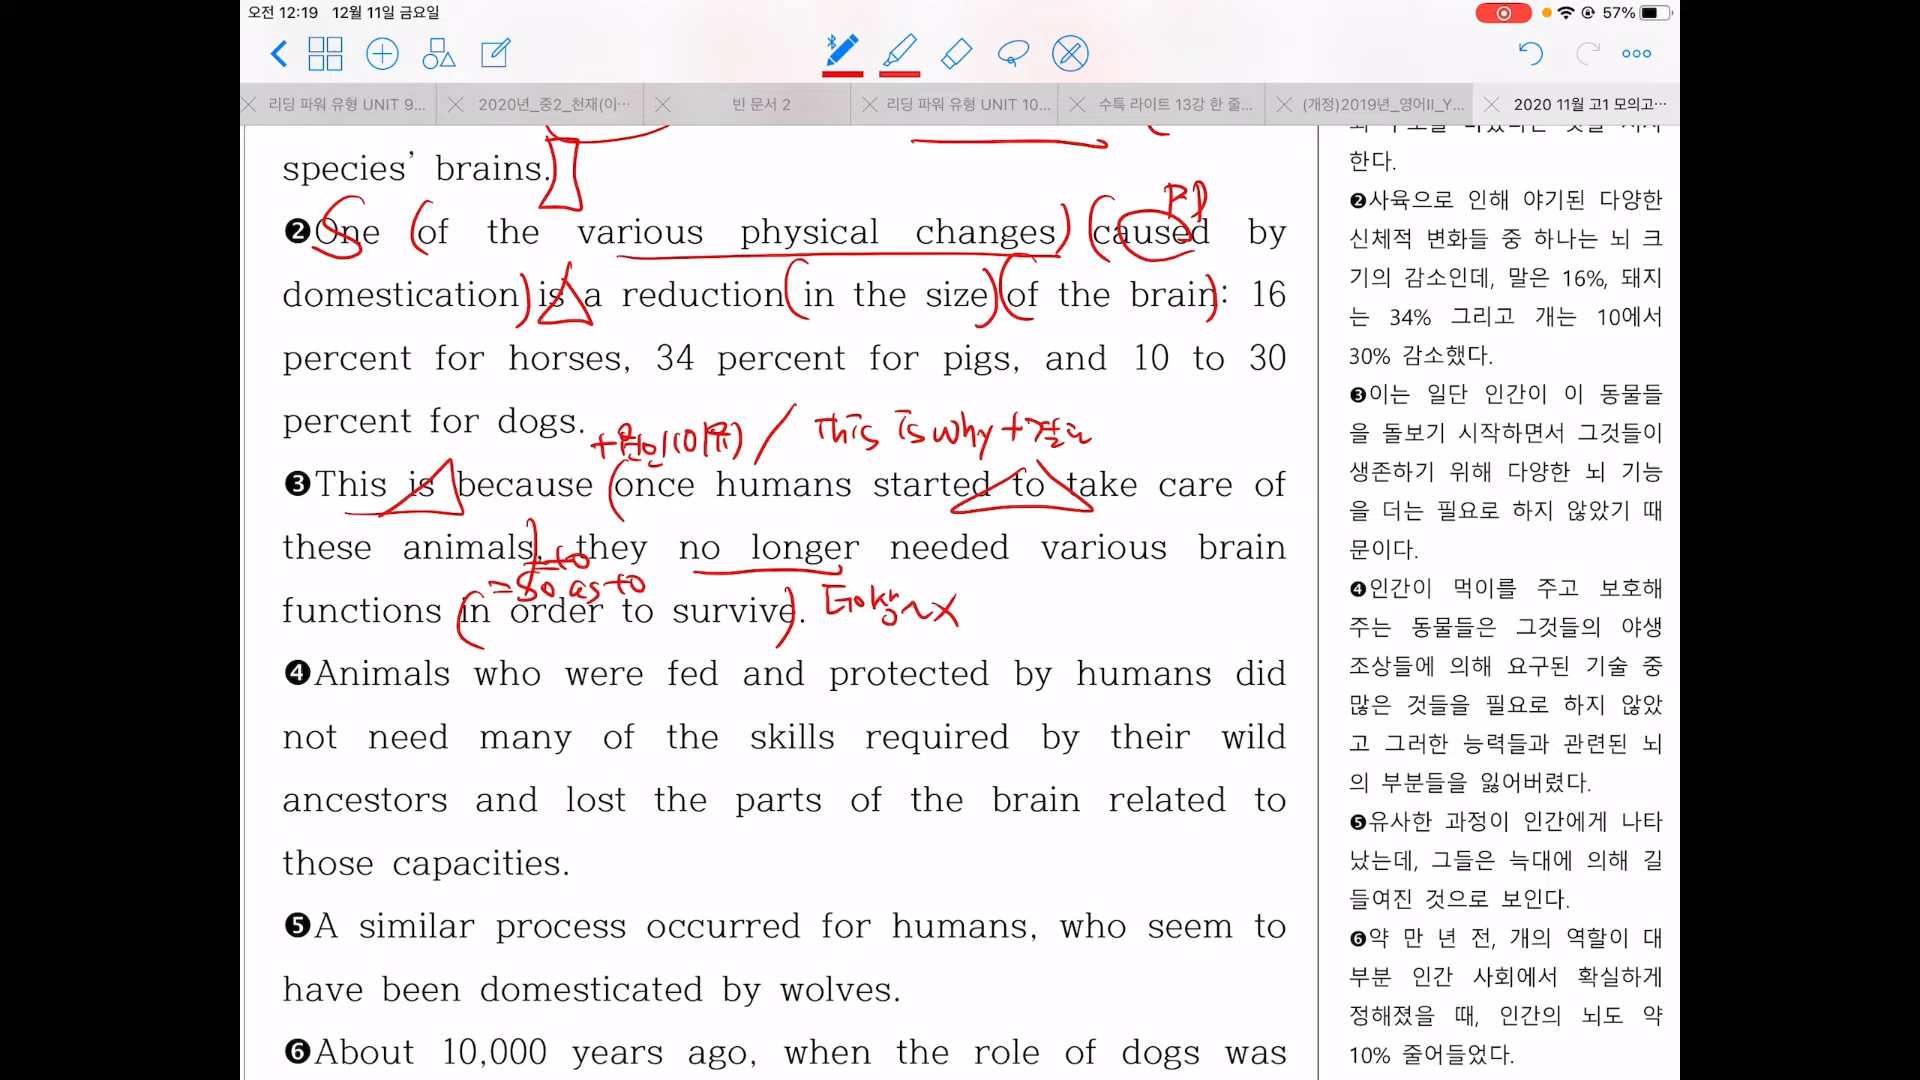 오전 12:19 12월 11일 금요일 57%
리딩 파워 유형 UNIT 9... 2020년_중2_천재(이... 빈 문서 2 리딩 파워 유형 UNIT 10... 수특 라이트 13강 한 줄... (개정)2019년_영어II_Y... 2020 11월 고1 모의고...
species' brains.
PP
S
❷One of the various physical changes caused by
domestication is a reduction in the size of the brain: 16
percent for horses, 34 percent for pigs, and 10 to 30
percent for dogs.
+원인(이유) / This is why + 결과
❸This is because once humans started to take care of
these animals, they no longer needed various brain
to
= so as to
functions in order to survive.
❹Animals who were fed and protected by humans did
not need many of the skills required by their wild
ancestors and lost the parts of the brain related to
those capacities.
❺A similar process occurred for humans, who seem to
have been domesticated by wolves.
❻About 10,000 years ago, when the role of dogs was
한다.
❷사육으로 인해 야기된 다양한
신체적 변화들 중 하나는 뇌 크
기의 감소인데, 말은 16%, 돼지
는 34% 그리고 개는 10에서
30% 감소했다.
❸이는 일단 인간이 이 동물들
을 돌보기 시작하면서 그것들이
생존하기 위해 다양한 뇌 기능
을 더는 필요로 하지 않았기 때
문이다.
❹인간이 먹이를 주고 보호해
주는 동물들은 그것들의 야생
조상들에 의해 요구된 기술 중
많은 것들을 필요로 하지 않았
고 그러한 능력들과 관련된 뇌
의 부분들을 잃어버렸다.
❺유사한 과정이 인간에게 나타
났는데, 그들은 늑대에 의해 길
들여진 것으로 보인다.
❻약 만 년 전, 개의 역할이 대
부분 인간 사회에서 확실하게
정해졌을 때, 인간의 뇌도 약
10% 줄어들었다.